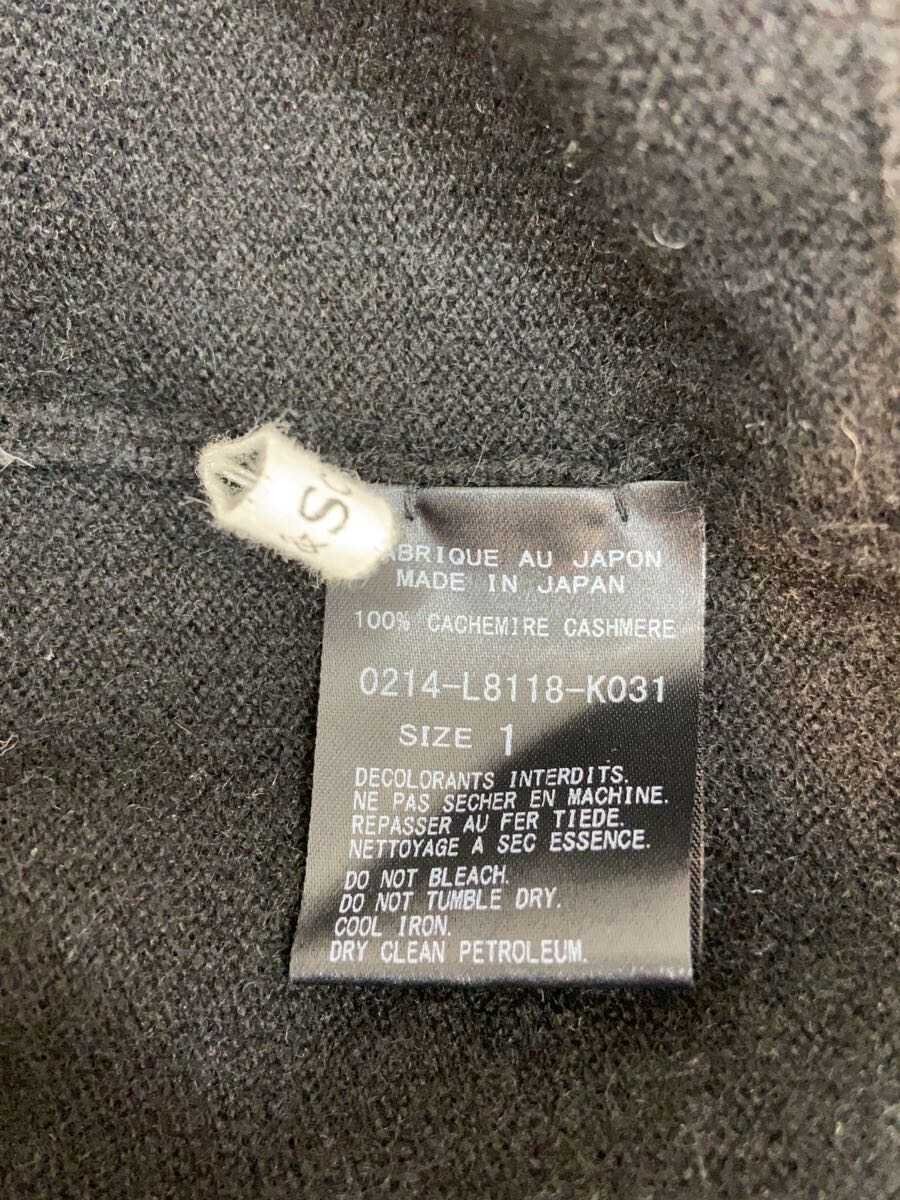 & So
ABRIQUE AU JAPON
MADE IN JAPAN
100% CACHEMIRE CASHMERE
0214-L8118-K031
SIZE 1
DECOLORANTS INTERDITS.
NE PAS SECHER EN MACHINE.
REPASSER AU FER TIEDE.
NETTOYAGE A SEC ESSENCE.
DO NOT BLEACH.
DO NOT TUMBLE DRY.
COOL IRON.
DRY CLEAN PETROLEUM.